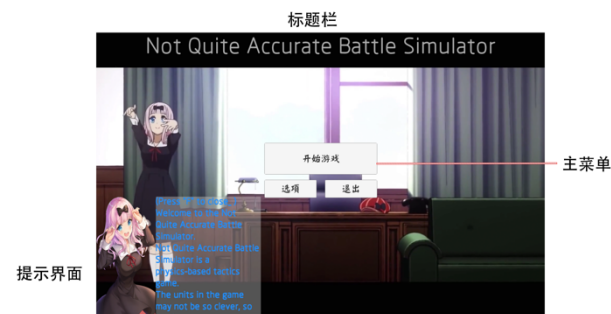 标题栏
Not Quite Accurate Battle Simulator
开始游戏
主菜单
选项
退出
提示界面
Welcome to the Not
Quite Accurate Battle
Simulator.
Not Quite Accurate Battle
Simulator is a
physics-based tactics
game.
The units in the game
may not be so clever, so